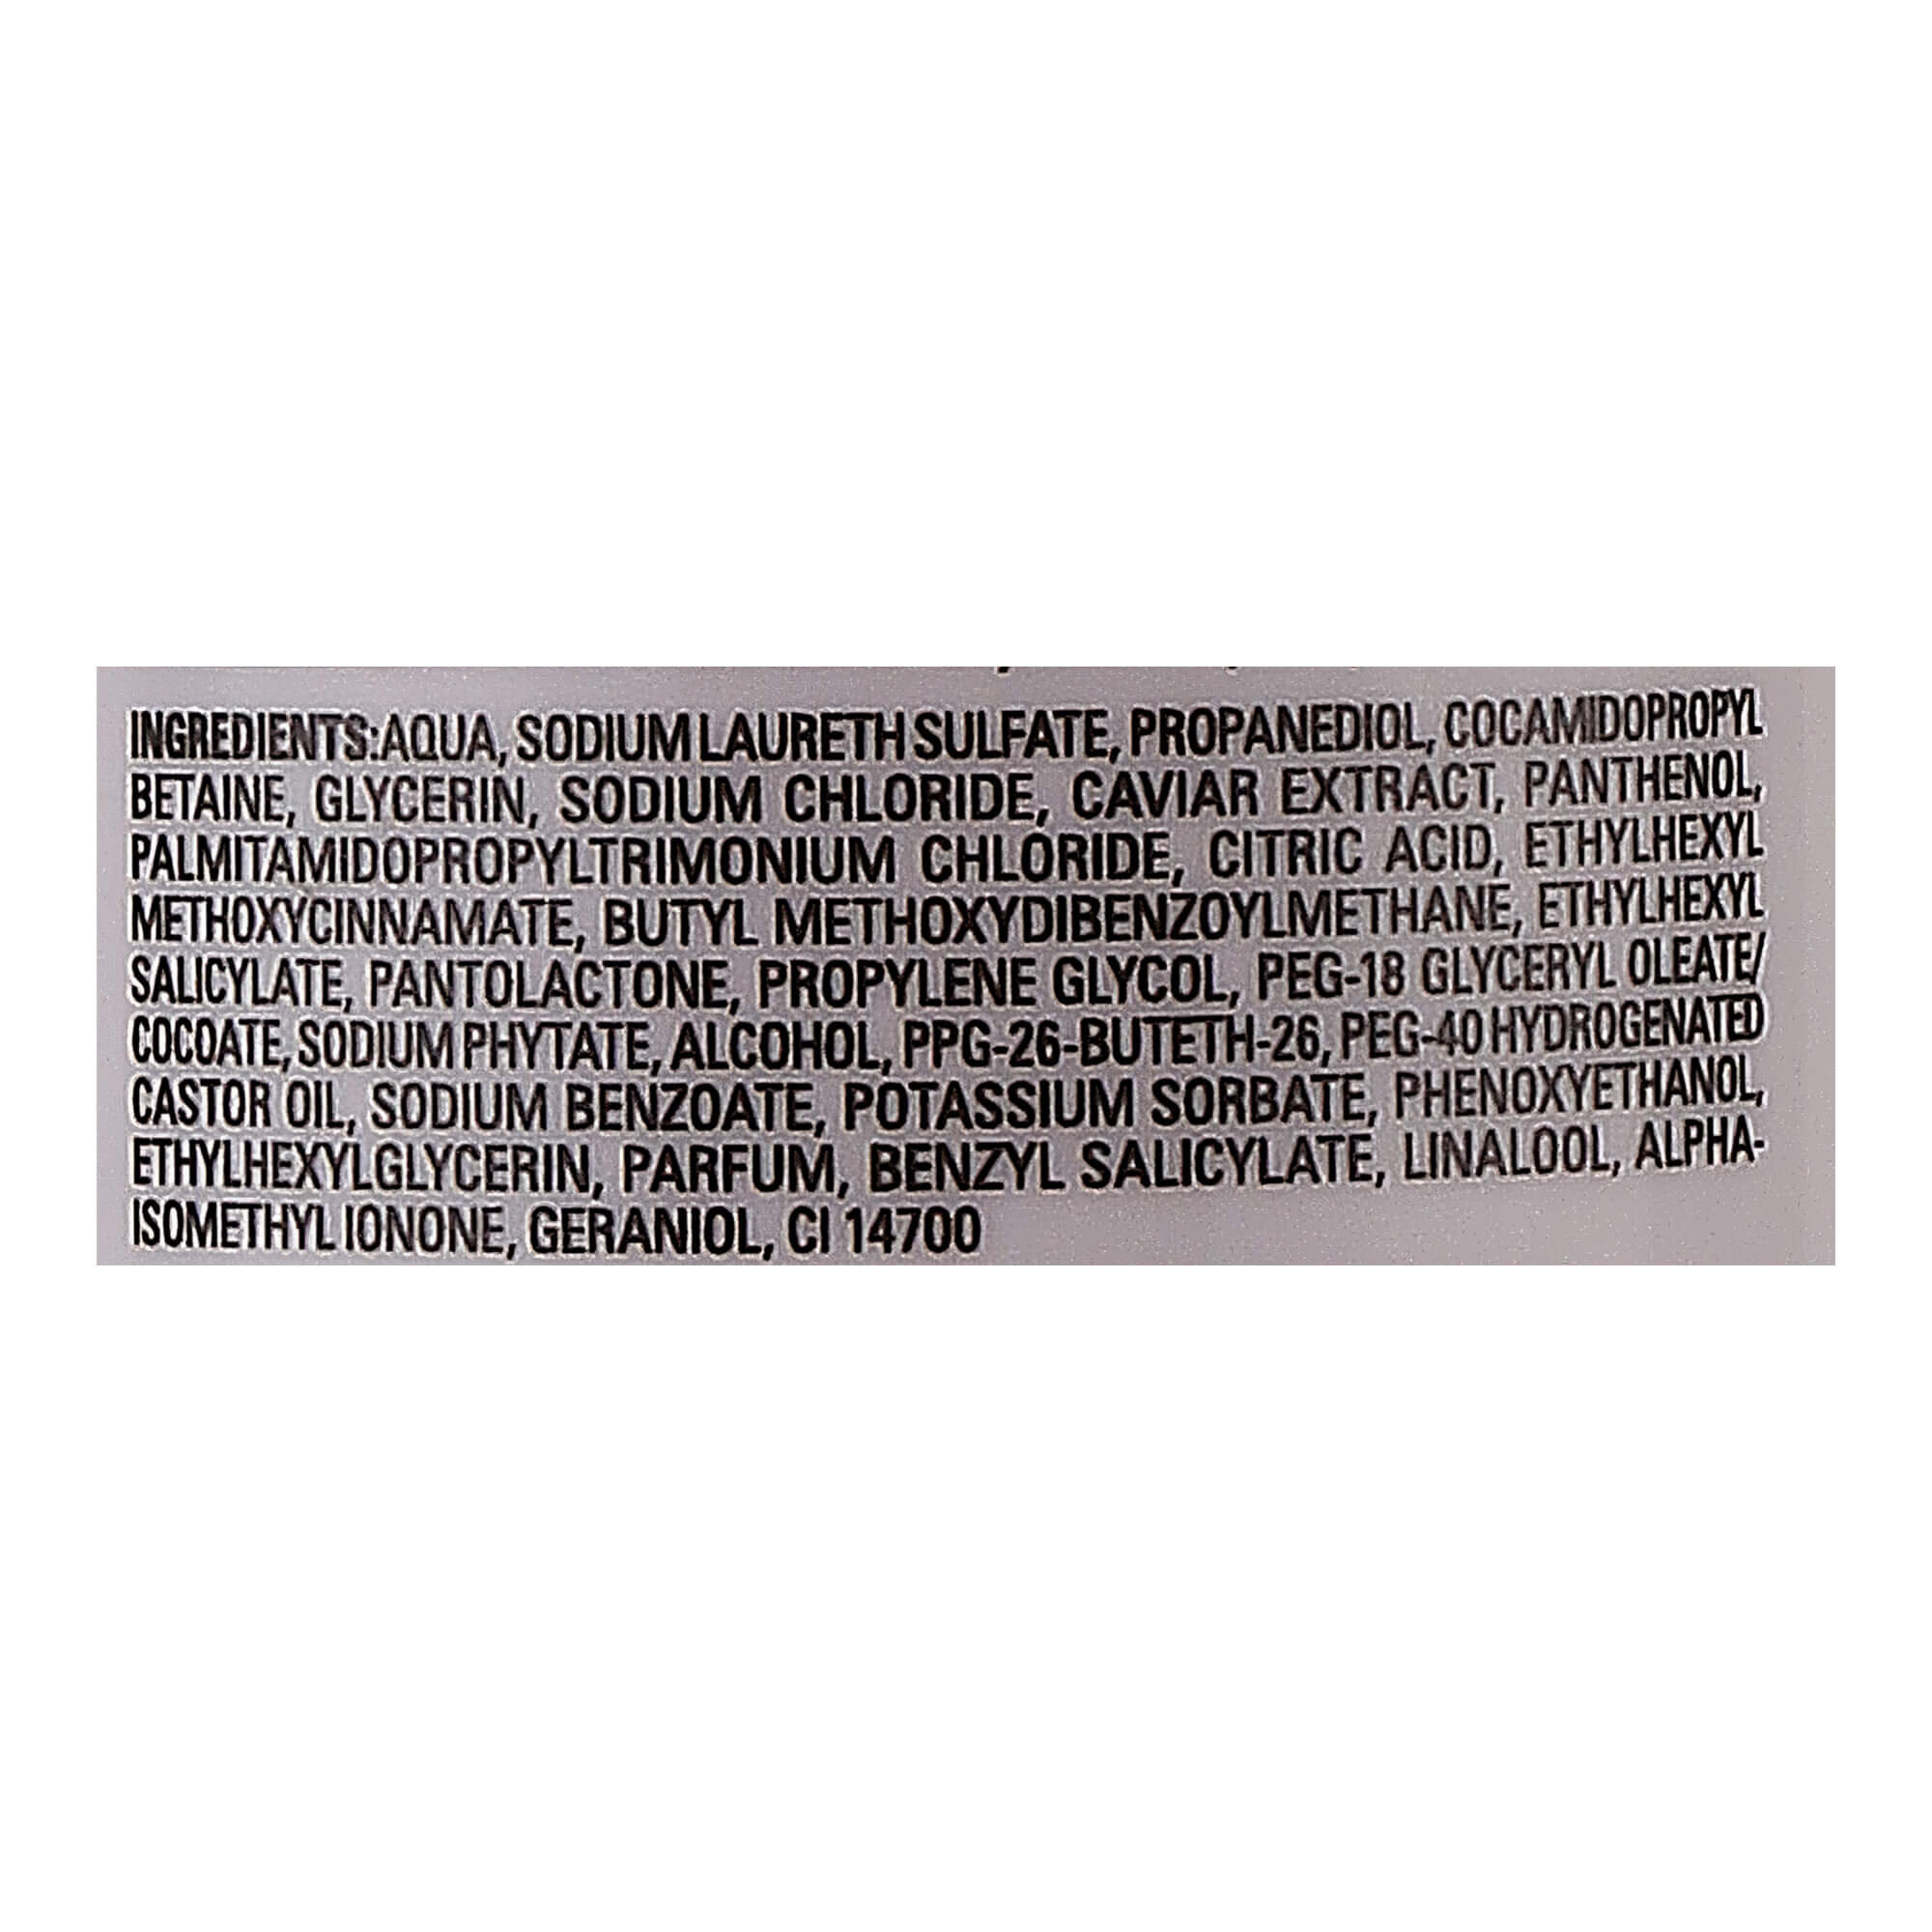 INGREDIENTS:AQUA, SODIUM LAURETH SULFATE, PROPANEDIOL, COCAMIDOPROPYL
BETAINE, GLYCERIN, SODIUM CHLORIDE, CAVIAR EXTRACT, PANTHENOL,
PALMITAMIDOPROPYLTRIMONIUM CHLORIDE, CITRIC ACID, ETHYLHEXYL
METHOXYCINNAMATE, BUTYL METHOXYDIBENZOYLMETHANE, ETHYLHEXYL
SALICYLATE, PANTOLACTONE, PROPYLENE GLYCOL, PEG-18 GLYCERYL OLEATE/
COCOATE, SODIUM PHYTATE, ALCOHOL, PPG-26-BUTETH-26, PEG-40 HYDROGENATED
CASTOR OIL, SODIUM BENZOATE, POTASSIUM SORBATE, PHENOXYETHANOL,
ETHYLHEXYLGLYCERIN, PARFUM, BENZYL SALICYLATE, LINALOOL, ALPHA-
ISOMETHYL IONONE, GERANIOL, CI 14700